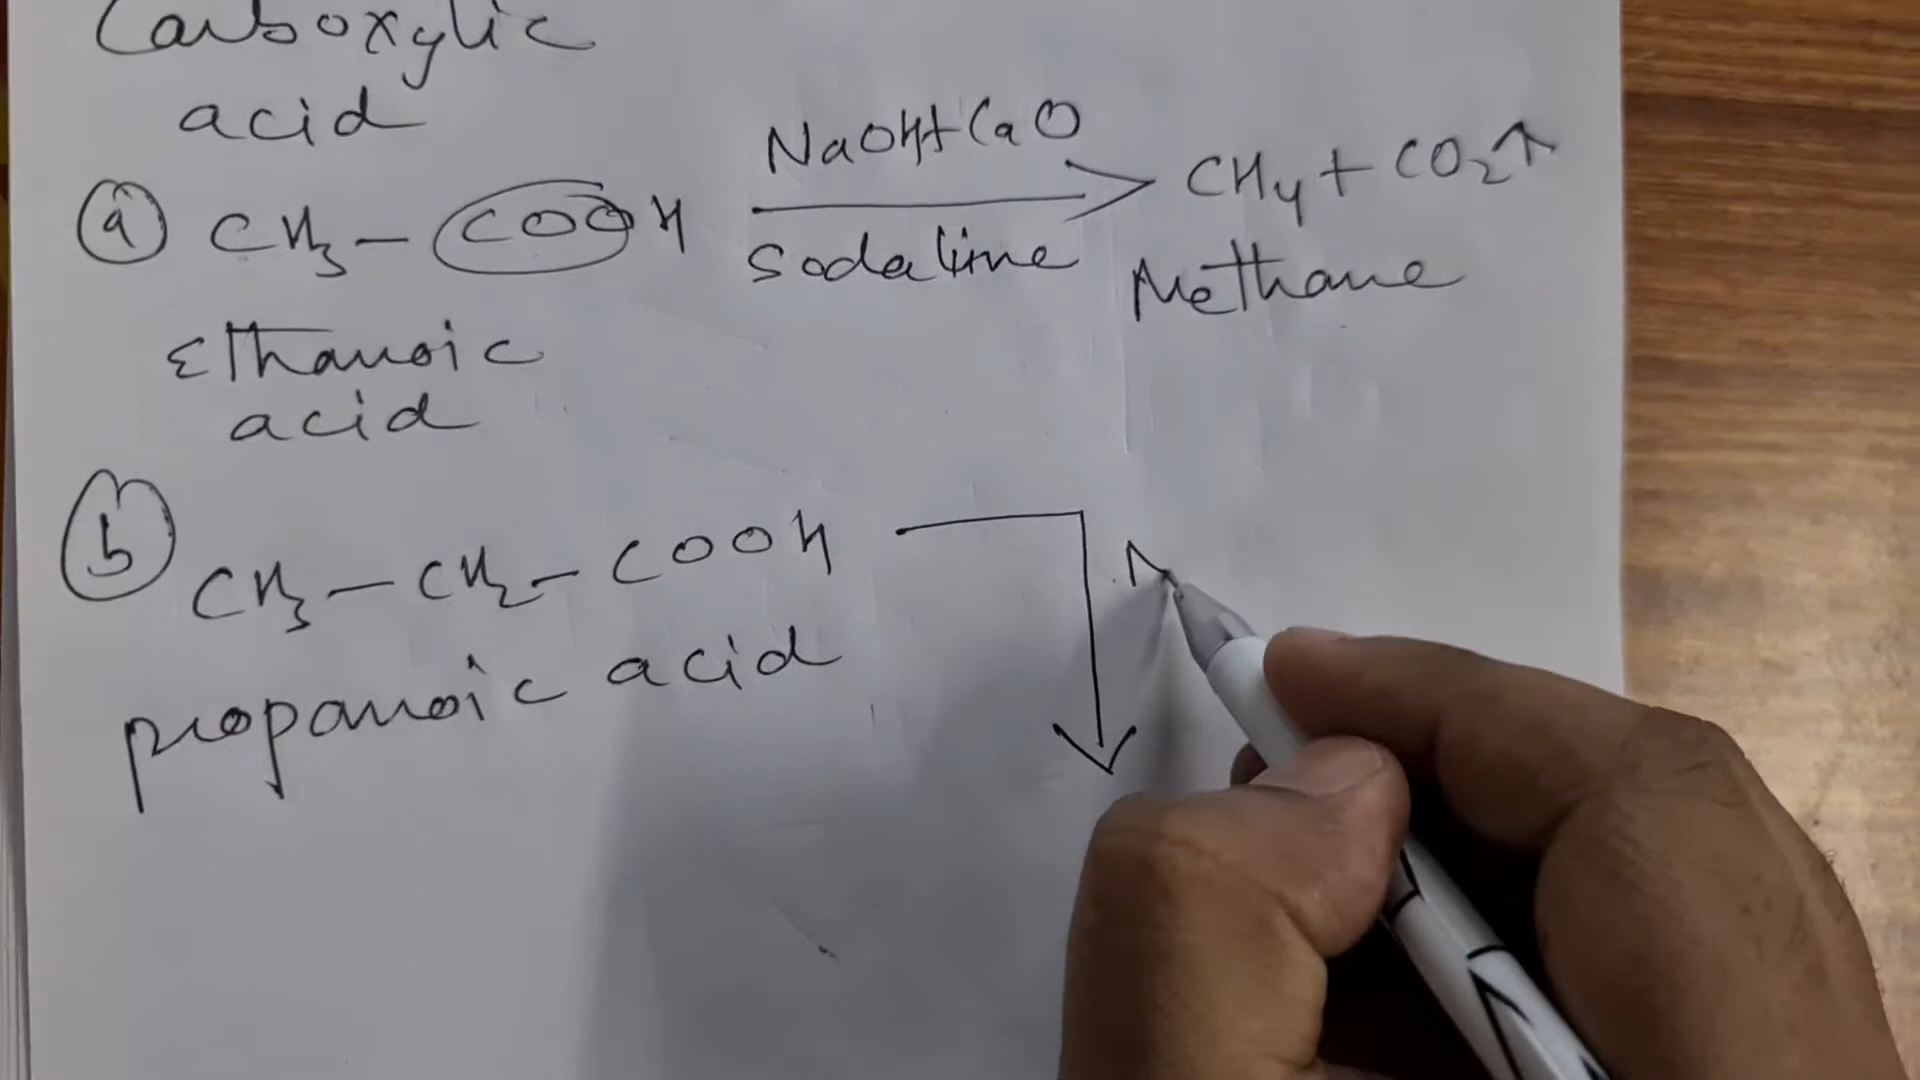 Carboxylic
acid
NaOH+CaO
(a) CH3-COOH → CH4+CO2↑
Sodalime
Methane
Ethanoic
acid
(b) CH3-CH2-COOH N
propanoic acid